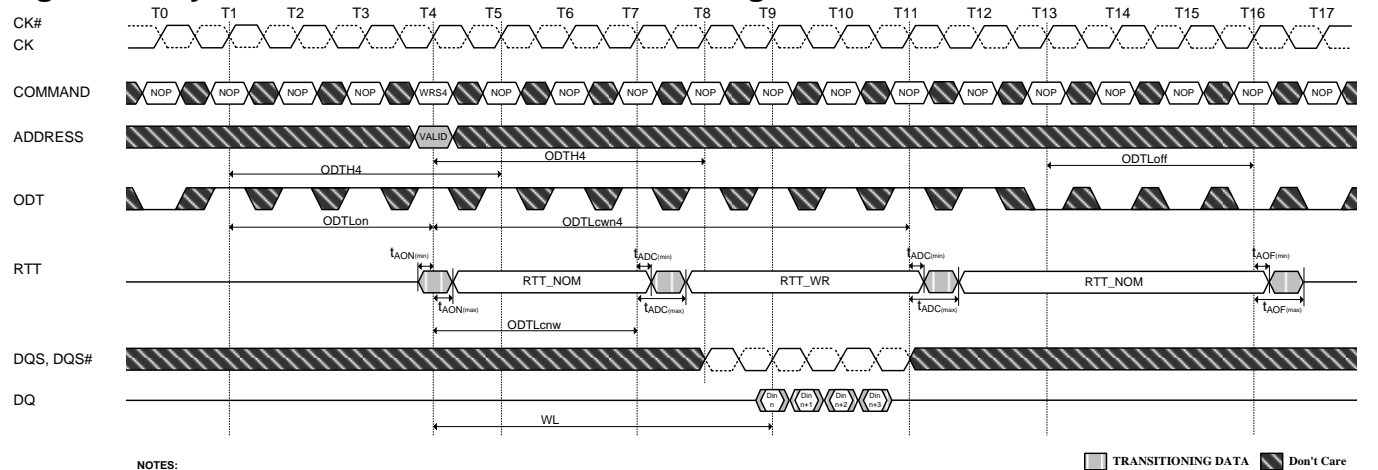 T0 T1 T2 T3 T4 T5 T6 T7 T8 T9 T10 T11 T12 T13 T14 T15 T16 T17
CK#
CK
COMMAND NOP NOP NOP NOP WRS4 NOP NOP NOP NOP NOP NOP NOP NOP NOP NOP NOP NOP NOP
ADDRESS VALID
ODTH4 ODTLoff
ODTH4
ODT
ODTLon ODTLcwn4
tAON(min) tADC(min) tADC(min) tAOF(min)
RTT RTT_NOM RTT_WR RTT_NOM
tAON(max) tADC(max) tADC(max) tAOF(max)
ODTLcnw
DQS, DQS#
DQ Din n Din n+1 Din n+2 Din n+3
WL
NOTES: TRANSITIONING DATA Don't Care